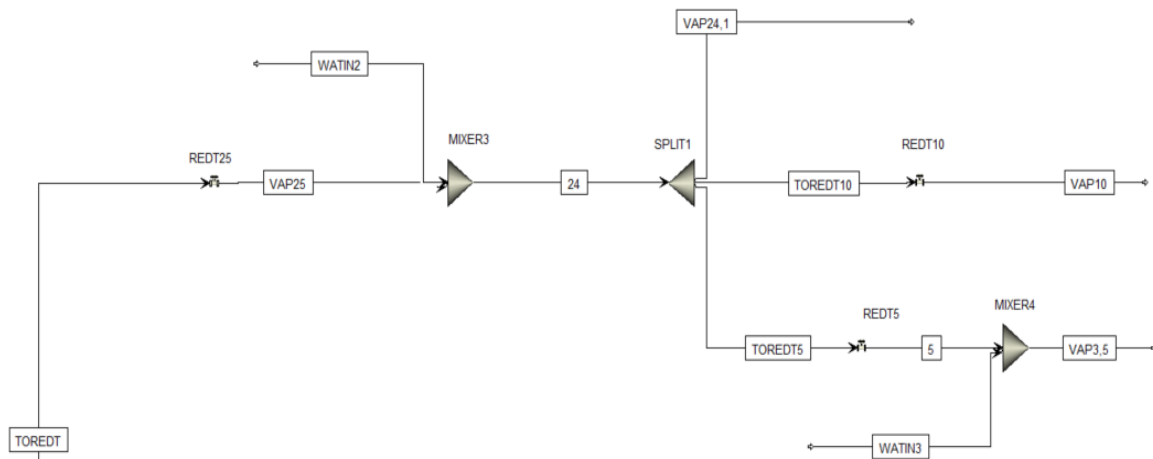 VAP24,1
WATIN2
MIXER3
SPLIT1
REDT10
REDT25
VAP25
24
TOREDT10
VAP10
MIXER4
REDT5
TOREDT5
5
VAP3,5
TOREDT
WATIN3